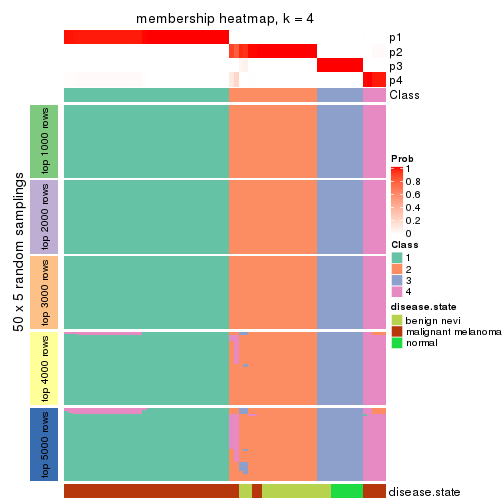 membership heatmap, k = 4
p1
p2
p3
p4
Class
50 x 5 random samplings
top 1000 rows
top 2000 rows
top 3000 rows
top 4000 rows
top 5000 rows
Prob
1
0.8
0.6
0.4
0.2
0
Class
1
2
3
4
disease.state
benign nevi
malignant melanoma
normal
disease.state